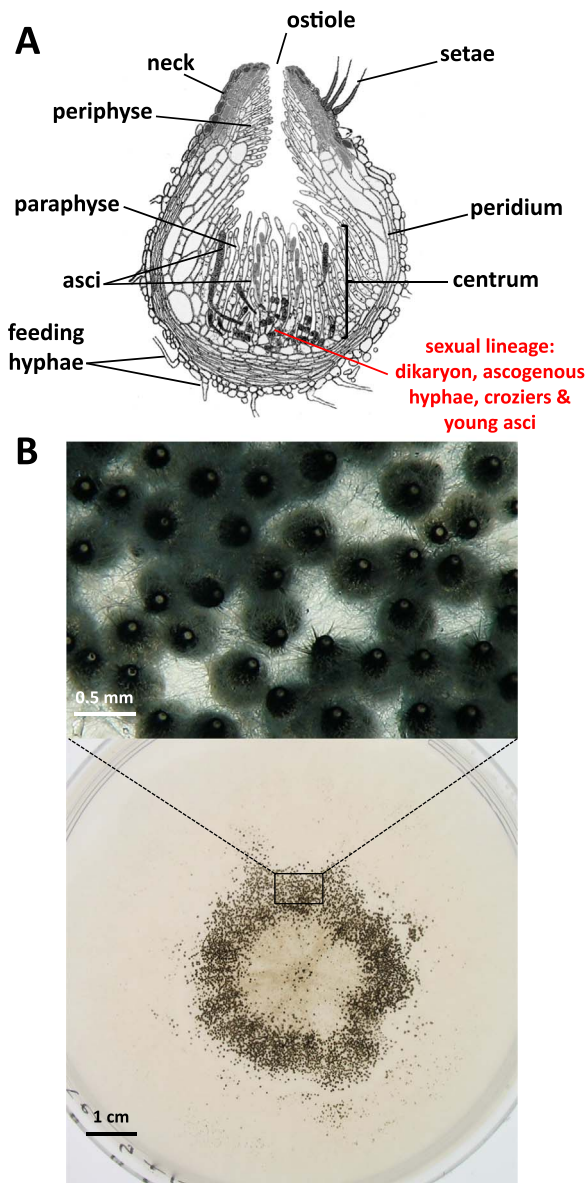 A
ostiole
neck
setae
periphyse
paraphyse
peridium
asci
centrum
feeding
hyphae
sexual lineage:
dikaryon, ascogenous
hyphae, croziers &
young asci
B
0.5 mm
1 cm